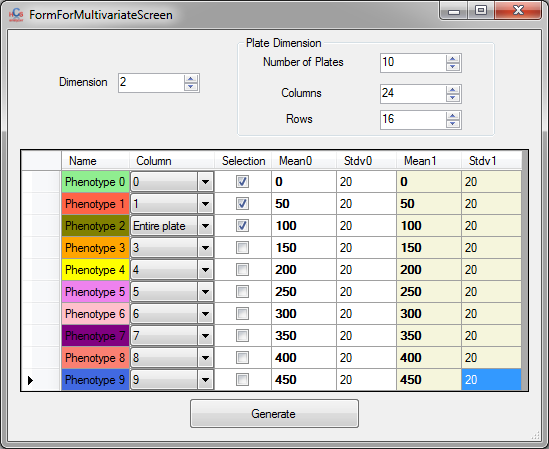 FormForMultivariateScreen
Plate Dimension
Number of Plates 10
Dimension 2
Columns 24
Rows 16
Name Column Selection Mean0 Stdv0 Mean1 Stdv1
Phenotype 0 0 0 20 0 20
Phenotype 1 1 50 20 50 20
Phenotype 2 Entire plate 100 20 100 20
Phenotype 3 3 150 20 150 20
Phenotype 4 4 200 20 200 20
Phenotype 5 5 250 20 250 20
Phenotype 6 6 300 20 300 20
Phenotype 7 7 350 20 350 20
Phenotype 8 8 400 20 400 20
Phenotype 9 9 450 20 450 20
Generate